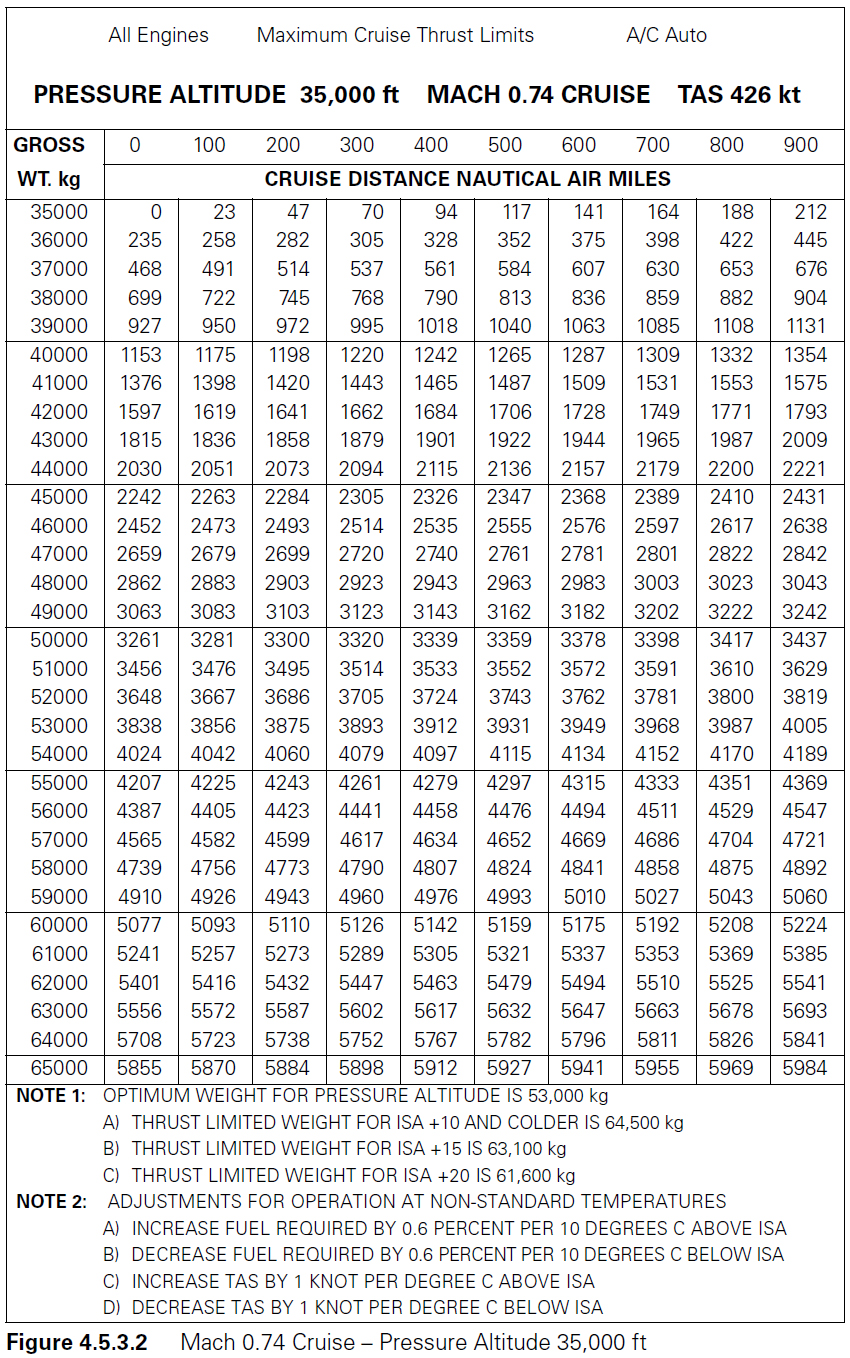 All Engines Maximum Cruise Thrust Limits A/C Auto
PRESSURE ALTITUDE 35,000 ft MACH 0.74 CRUISE TAS 426 kt
GROSS 0 100 200 300 400 500 600 700 800 900
WT. kg CRUISE DISTANCE NAUTICAL AIR MILES
35000 0 23 47 70 94 117 141 164 188 212
36000 235 258 282 305 328 352 375 398 422 445
37000 468 491 514 537 561 584 607 630 653 676
38000 699 722 745 768 790 813 836 859 882 904
39000 927 950 972 995 1018 1040 1063 1085 1108 1131
40000 1153 1175 1198 1220 1242 1265 1287 1309 1332 1354
41000 1376 1398 1420 1443 1465 1487 1509 1531 1553 1575
42000 1597 1619 1641 1662 1684 1706 1728 1749 1771 1793
43000 1815 1836 1858 1879 1901 1922 1944 1965 1987 2009
44000 2030 2051 2073 2094 2115 2136 2157 2179 2200 2221
45000 2242 2263 2284 2305 2326 2347 2368 2389 2410 2431
46000 2452 2473 2493 2514 2535 2555 2576 2597 2617 2638
47000 2659 2679 2699 2720 2740 2761 2781 2801 2822 2842
48000 2862 2883 2903 2923 2943 2963 2983 3003 3023 3043
49000 3063 3083 3103 3123 3143 3162 3182 3202 3222 3242
50000 3261 3281 3300 3320 3339 3359 3378 3398 3417 3437
51000 3456 3476 3495 3514 3533 3552 3572 3591 3610 3629
52000 3648 3667 3686 3705 3724 3743 3762 3781 3800 3819
53000 3838 3856 3875 3893 3912 3931 3949 3968 3987 4005
54000 4024 4042 4060 4079 4097 4115 4134 4152 4170 4189
55000 4207 4225 4243 4261 4279 4297 4315 4333 4351 4369
56000 4387 4405 4423 4441 4458 4476 4494 4511 4529 4547
57000 4565 4582 4599 4617 4634 4652 4669 4686 4704 4721
58000 4739 4756 4773 4790 4807 4824 4841 4858 4875 4892
59000 4910 4926 4943 4960 4976 4993 5010 5027 5043 5060
60000 5077 5093 5110 5126 5142 5159 5175 5192 5208 5224
61000 5241 5257 5273 5289 5305 5321 5337 5353 5369 5385
62000 5401 5416 5432 5447 5463 5479 5494 5510 5525 5541
63000 5556 5572 5587 5602 5617 5632 5647 5663 5678 5693
64000 5708 5723 5738 5752 5767 5782 5796 5811 5826 5841
65000 5855 5870 5884 5898 5912 5927 5941 5955 5969 5984
NOTE 1: OPTIMUM WEIGHT FOR PRESSURE ALTITUDE IS 53,000 kg
A) THRUST LIMITED WEIGHT FOR ISA +10 AND COLDER IS 64,500 kg
B) THRUST LIMITED WEIGHT FOR ISA +15 IS 63,100 kg
C) THRUST LIMITED WEIGHT FOR ISA +20 IS 61,600 kg
NOTE 2: ADJUSTMENTS FOR OPERATION AT NON-STANDARD TEMPERATURES
A) INCREASE FUEL REQUIRED BY 0.6 PERCENT PER 10 DEGREES C ABOVE ISA
B) DECREASE FUEL REQUIRED BY 0.6 PERCENT PER 10 DEGREES C BELOW ISA
C) INCREASE TAS BY 1 KNOT PER DEGREE C ABOVE ISA
D) DECREASE TAS BY 1 KNOT PER DEGREE C BELOW ISA
Figure 4.5.3.2 Mach 0.74 Cruise – Pressure Altitude 35,000 ft